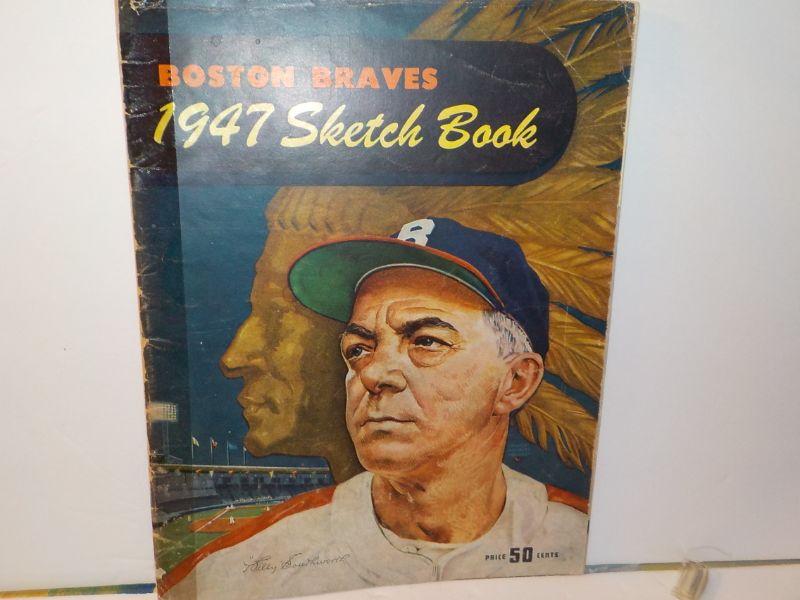 BOSTON BRAVES
1947 Sketch Book
B
"Billy" Southworth
PRICE 50 CENTS